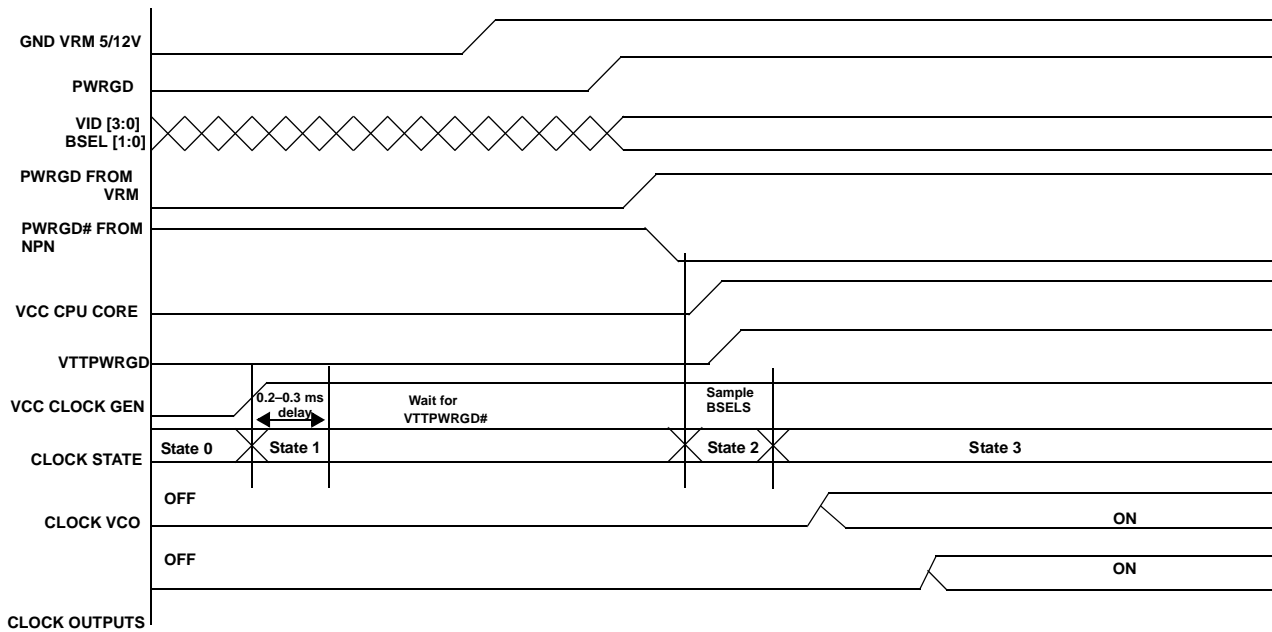 GND VRM 5/12V
PWRGD
VID [3:0]
BSEL [1:0]
PWRGD FROM
VRM
PWRGD# FROM
NPN
VCC CPU CORE
VTTPWRGD
VCC CLOCK GEN
0.2–0.3 ms
delay
Wait for
VTTPWRGD#
Sample
BSELS
CLOCK STATE
State 0
State 1
State 2
State 3
OFF
CLOCK VCO
ON
OFF
ON
CLOCK OUTPUTS